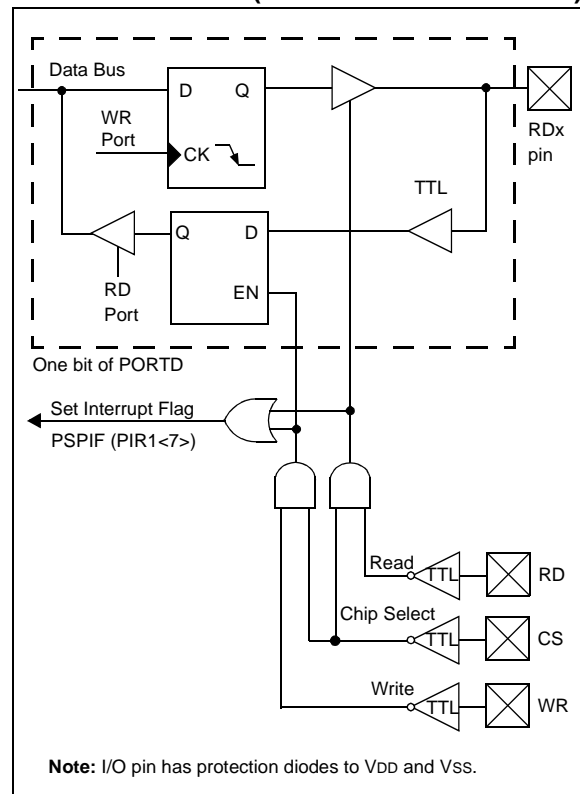 Data Bus
D Q
WR
Port
CK
RDx
pin
TTL
Q D
RD
Port
EN
One bit of PORTD
Set Interrupt Flag
PSPIF (PIR1<7>)
Read
TTL
RD
Chip Select
TTL
CS
Write
TTL
WR
Note: I/O pin has protection diodes to VDD and VSS.